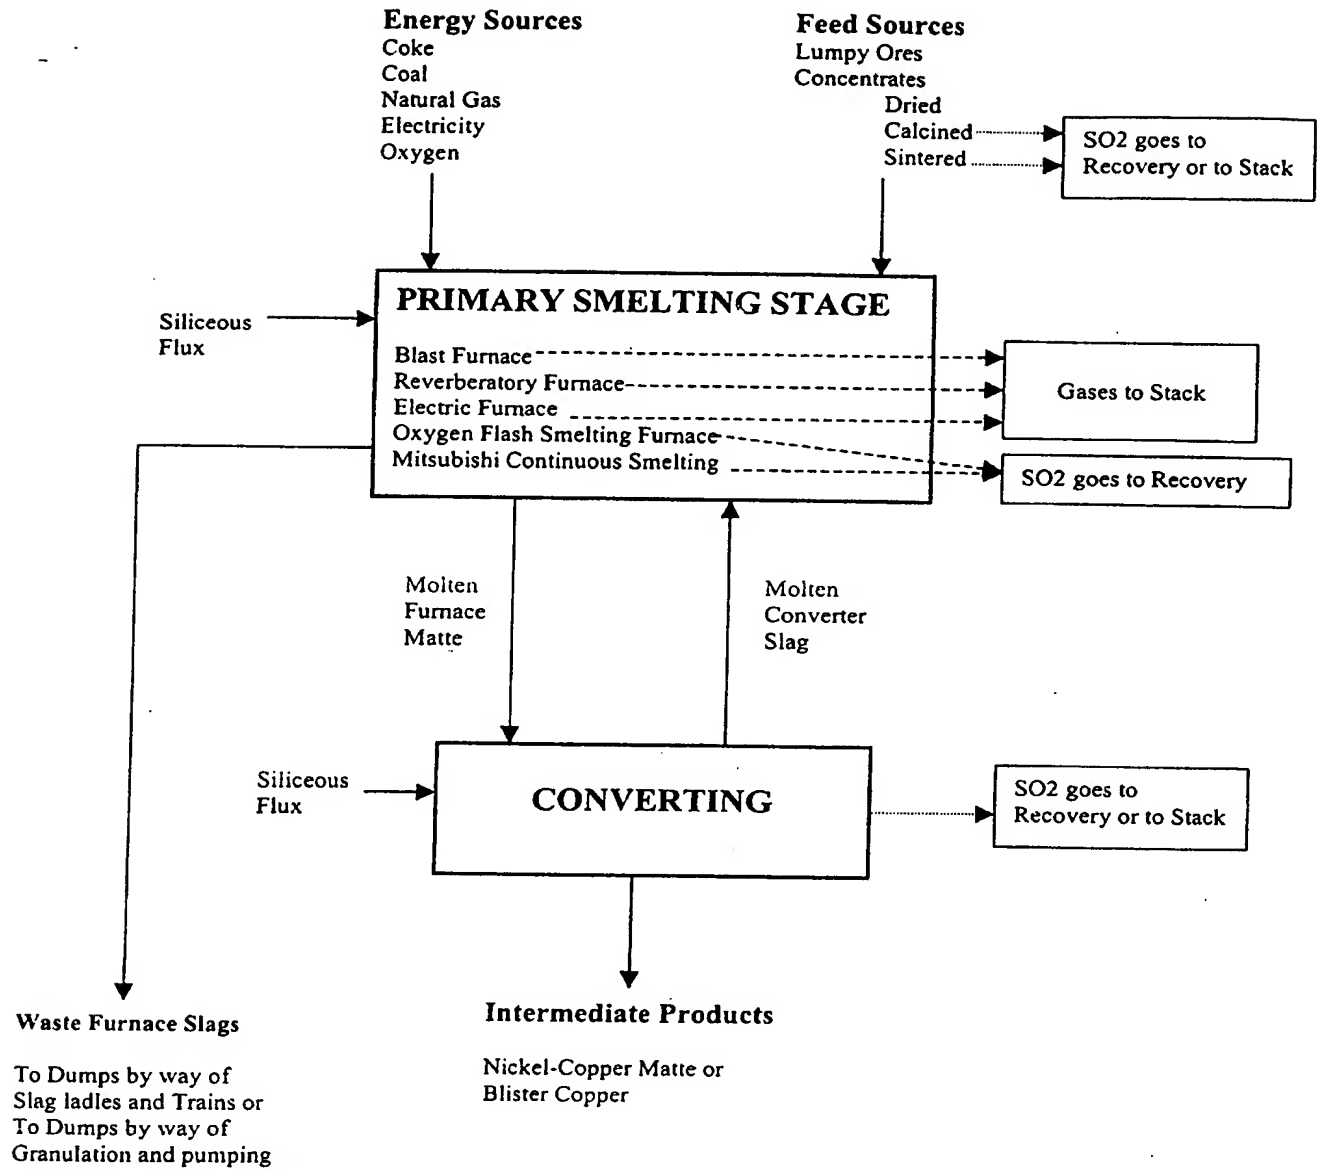 Energy Sources
Coke
Coal
Natural Gas
Electricity
Oxygen
Feed Sources
Lumpy Ores
Concentrates
Dried
Calcined
Sintered
SO2 goes to
Recovery or to Stack
Siliceous
Flux
PRIMARY SMELTING STAGE
Blast Furnace
Reverberatory Furnace
Electric Furnace
Oxygen Flash Smelting Furnace
Mitsubishi Continuous Smelting
Gases to Stack
SO2 goes to Recovery
Molten
Furnace
Matte
Molten
Converter
Slag
Siliceous
Flux
CONVERTING
SO2 goes to
Recovery or to Stack
Waste Furnace Slags
To Dumps by way of
Slag ladles and Trains or
To Dumps by way of
Granulation and pumping
Intermediate Products
Nickel-Copper Matte or
Blister Copper